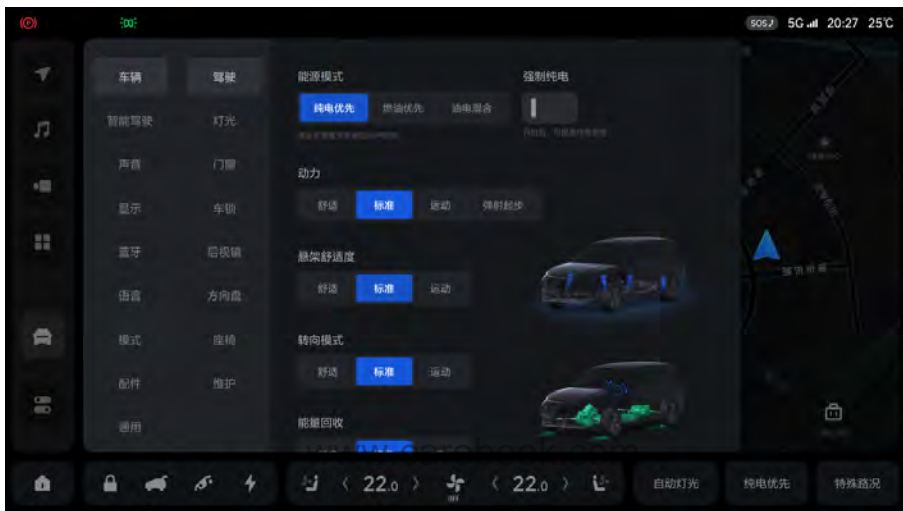 (P)
SOS 5G 20:27 25℃
车辆 驾驶
智能驾驶 灯光
声音 门窗
显示 车锁
蓝牙 后视镜
语言 方向盘
模式 座椅
配件 维护
通用
能源模式 强制纯电
纯电优先 燃油优先 油电混合
动力
舒适 标准 运动 弹射起步
悬架舒适度
舒适 标准 运动
转向模式
舒适 标准 运动
能量回收
22.0 OFF 22.0
自动灯光 纯电优先 特殊路况